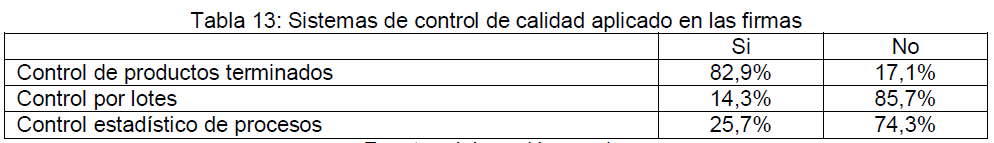 Tabla 13: Sistemas de control de calidad aplicado en las firmas
Si No
Control de productos terminados 82,9% 17,1%
Control por lotes 14,3% 85,7%
Control estadístico de procesos 25,7% 74,3%